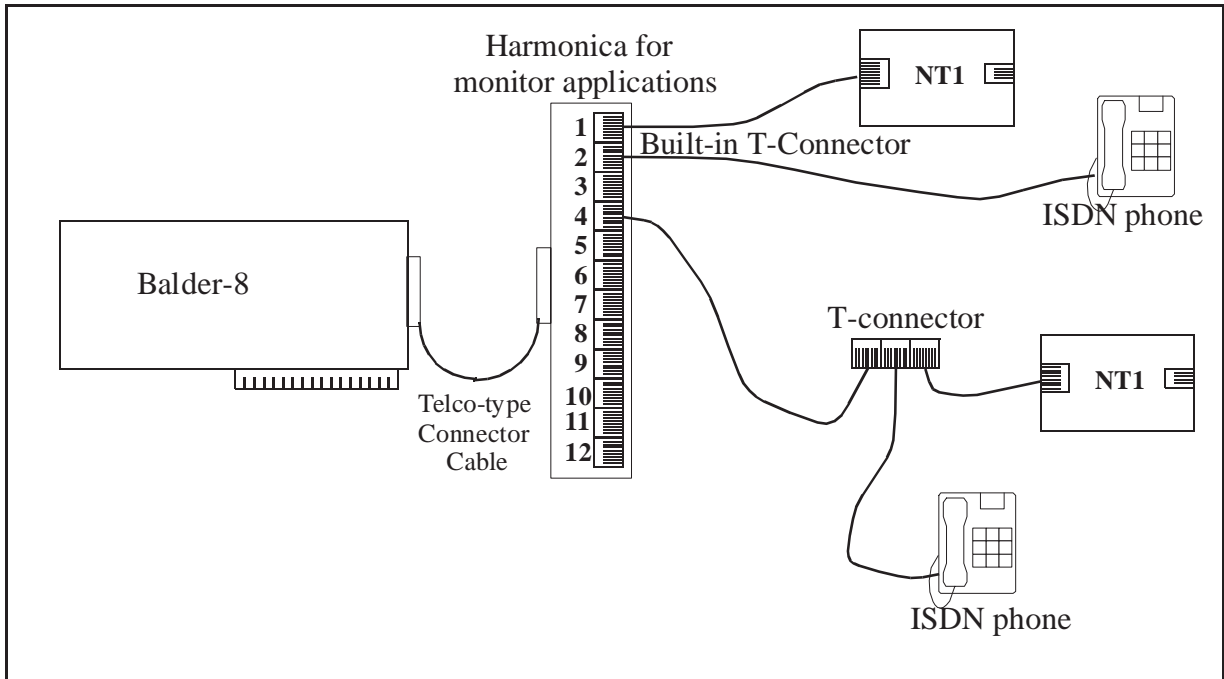 Harmonica for
monitor applications
NT1
1
Built-in T-Connector
2
3
4
ISDN phone
5
Balder-8
6
7
T-connector
8
9
NT1
10
Telco-type
Connector
Cable
11
12
ISDN phone